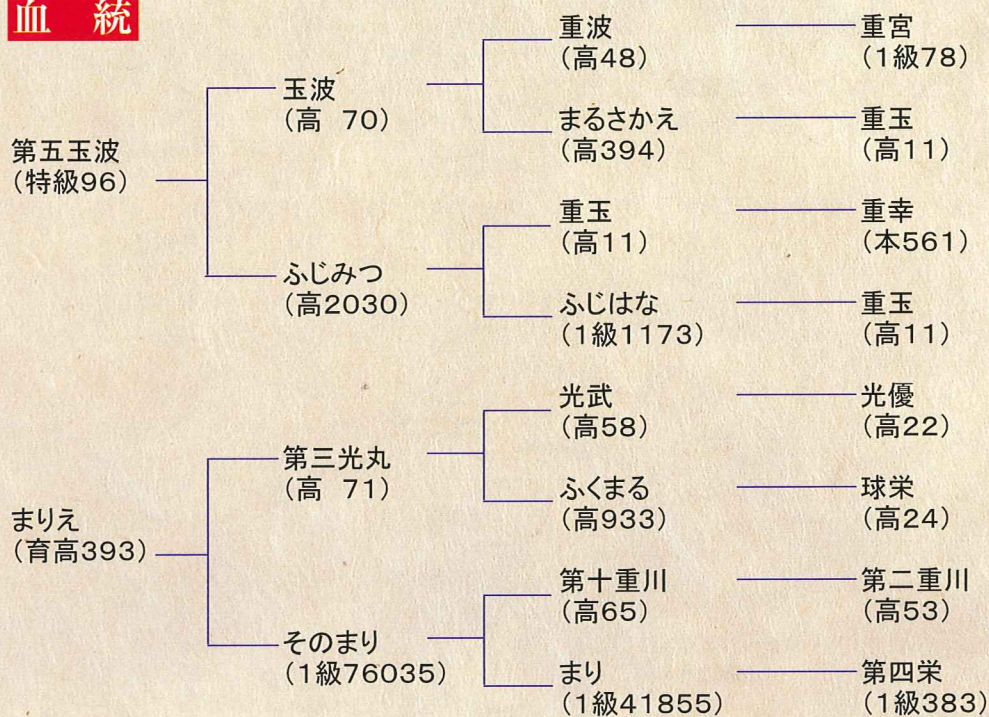 血 統
第五玉波
(特級96)
玉波
(高 70)
ふじみつ
(高2030)
重波
(高48)
まるさかえ
(高394)
重玉
(高11)
ふじはな
(1級1173)
重宮
(1級78)
重玉
(高11)
重幸
(本561)
重玉
(高11)
まりえ
(育高393)
第三光丸
(高 71)
そのまり
(1級76035)
光武
(高58)
ふくまる
(高933)
第十重川
(高65)
まり
(1級41855)
光優
(高22)
球栄
(高24)
第二重川
(高53)
第四栄
(1級383)